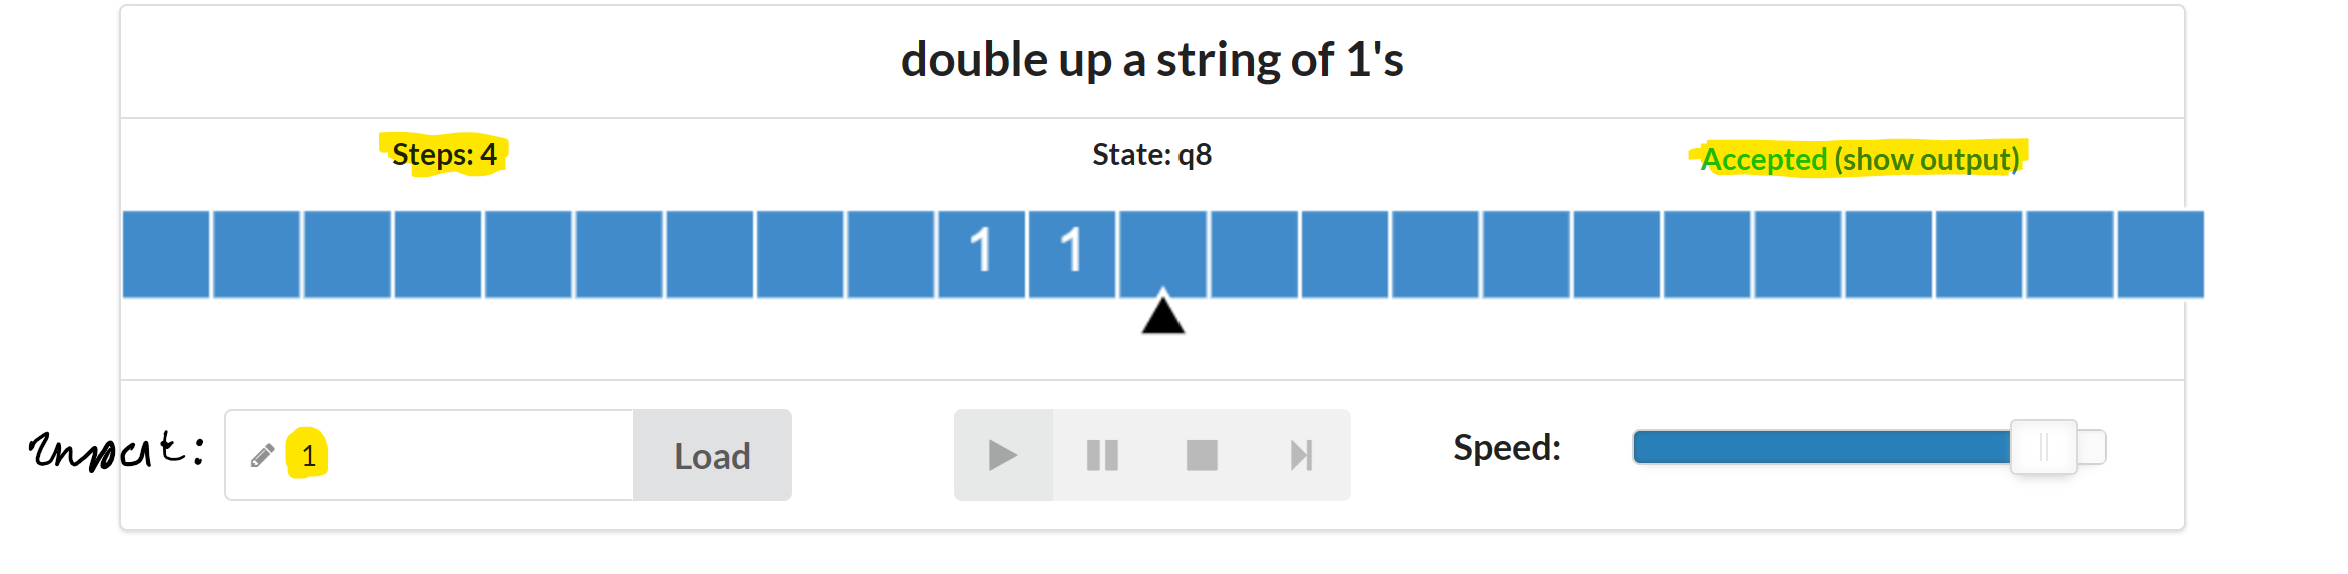 double up a string of 1's
Steps: 4 State: q8 Accepted (show output)
1 1
Input: 1 Load Speed: